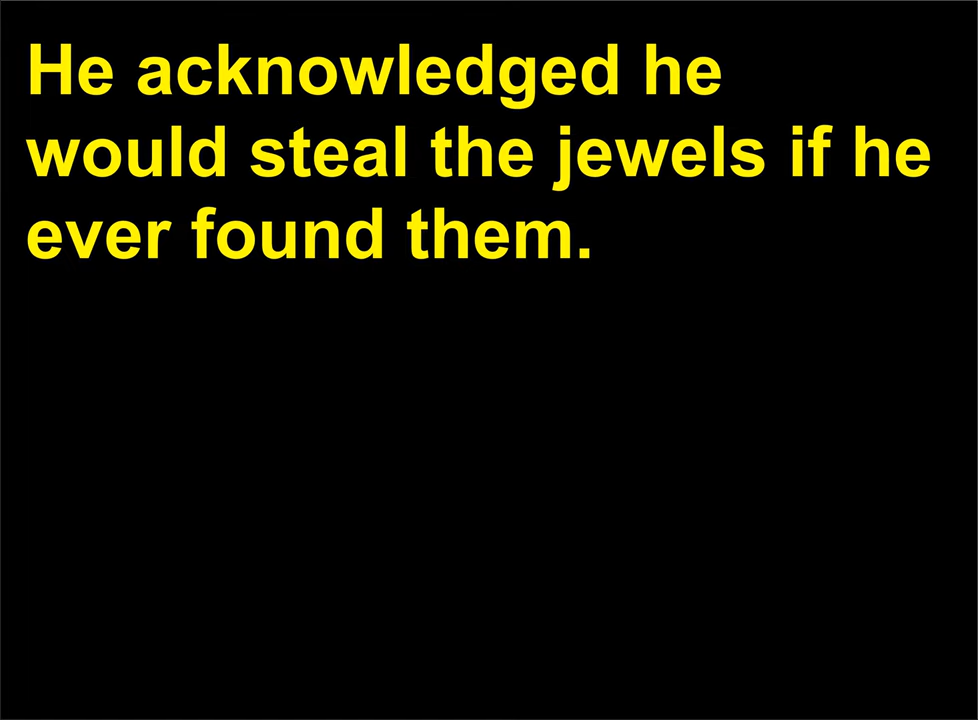 He acknowledged he
would steal the jewels if he
ever found them.